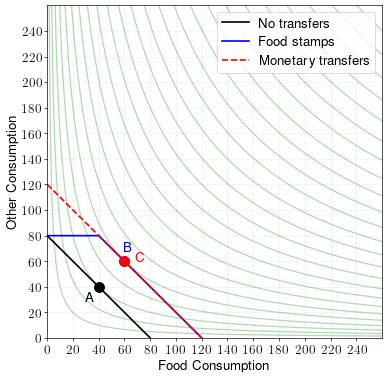 No transfers
Food stamps
Monetary transfers
Other Consumption
240
220
200
180
160
140
120
100
80
60
40
20
0
B
C
A
0 20 40 60 80 100 120 140 160 180 200 220 240
Food Consumption